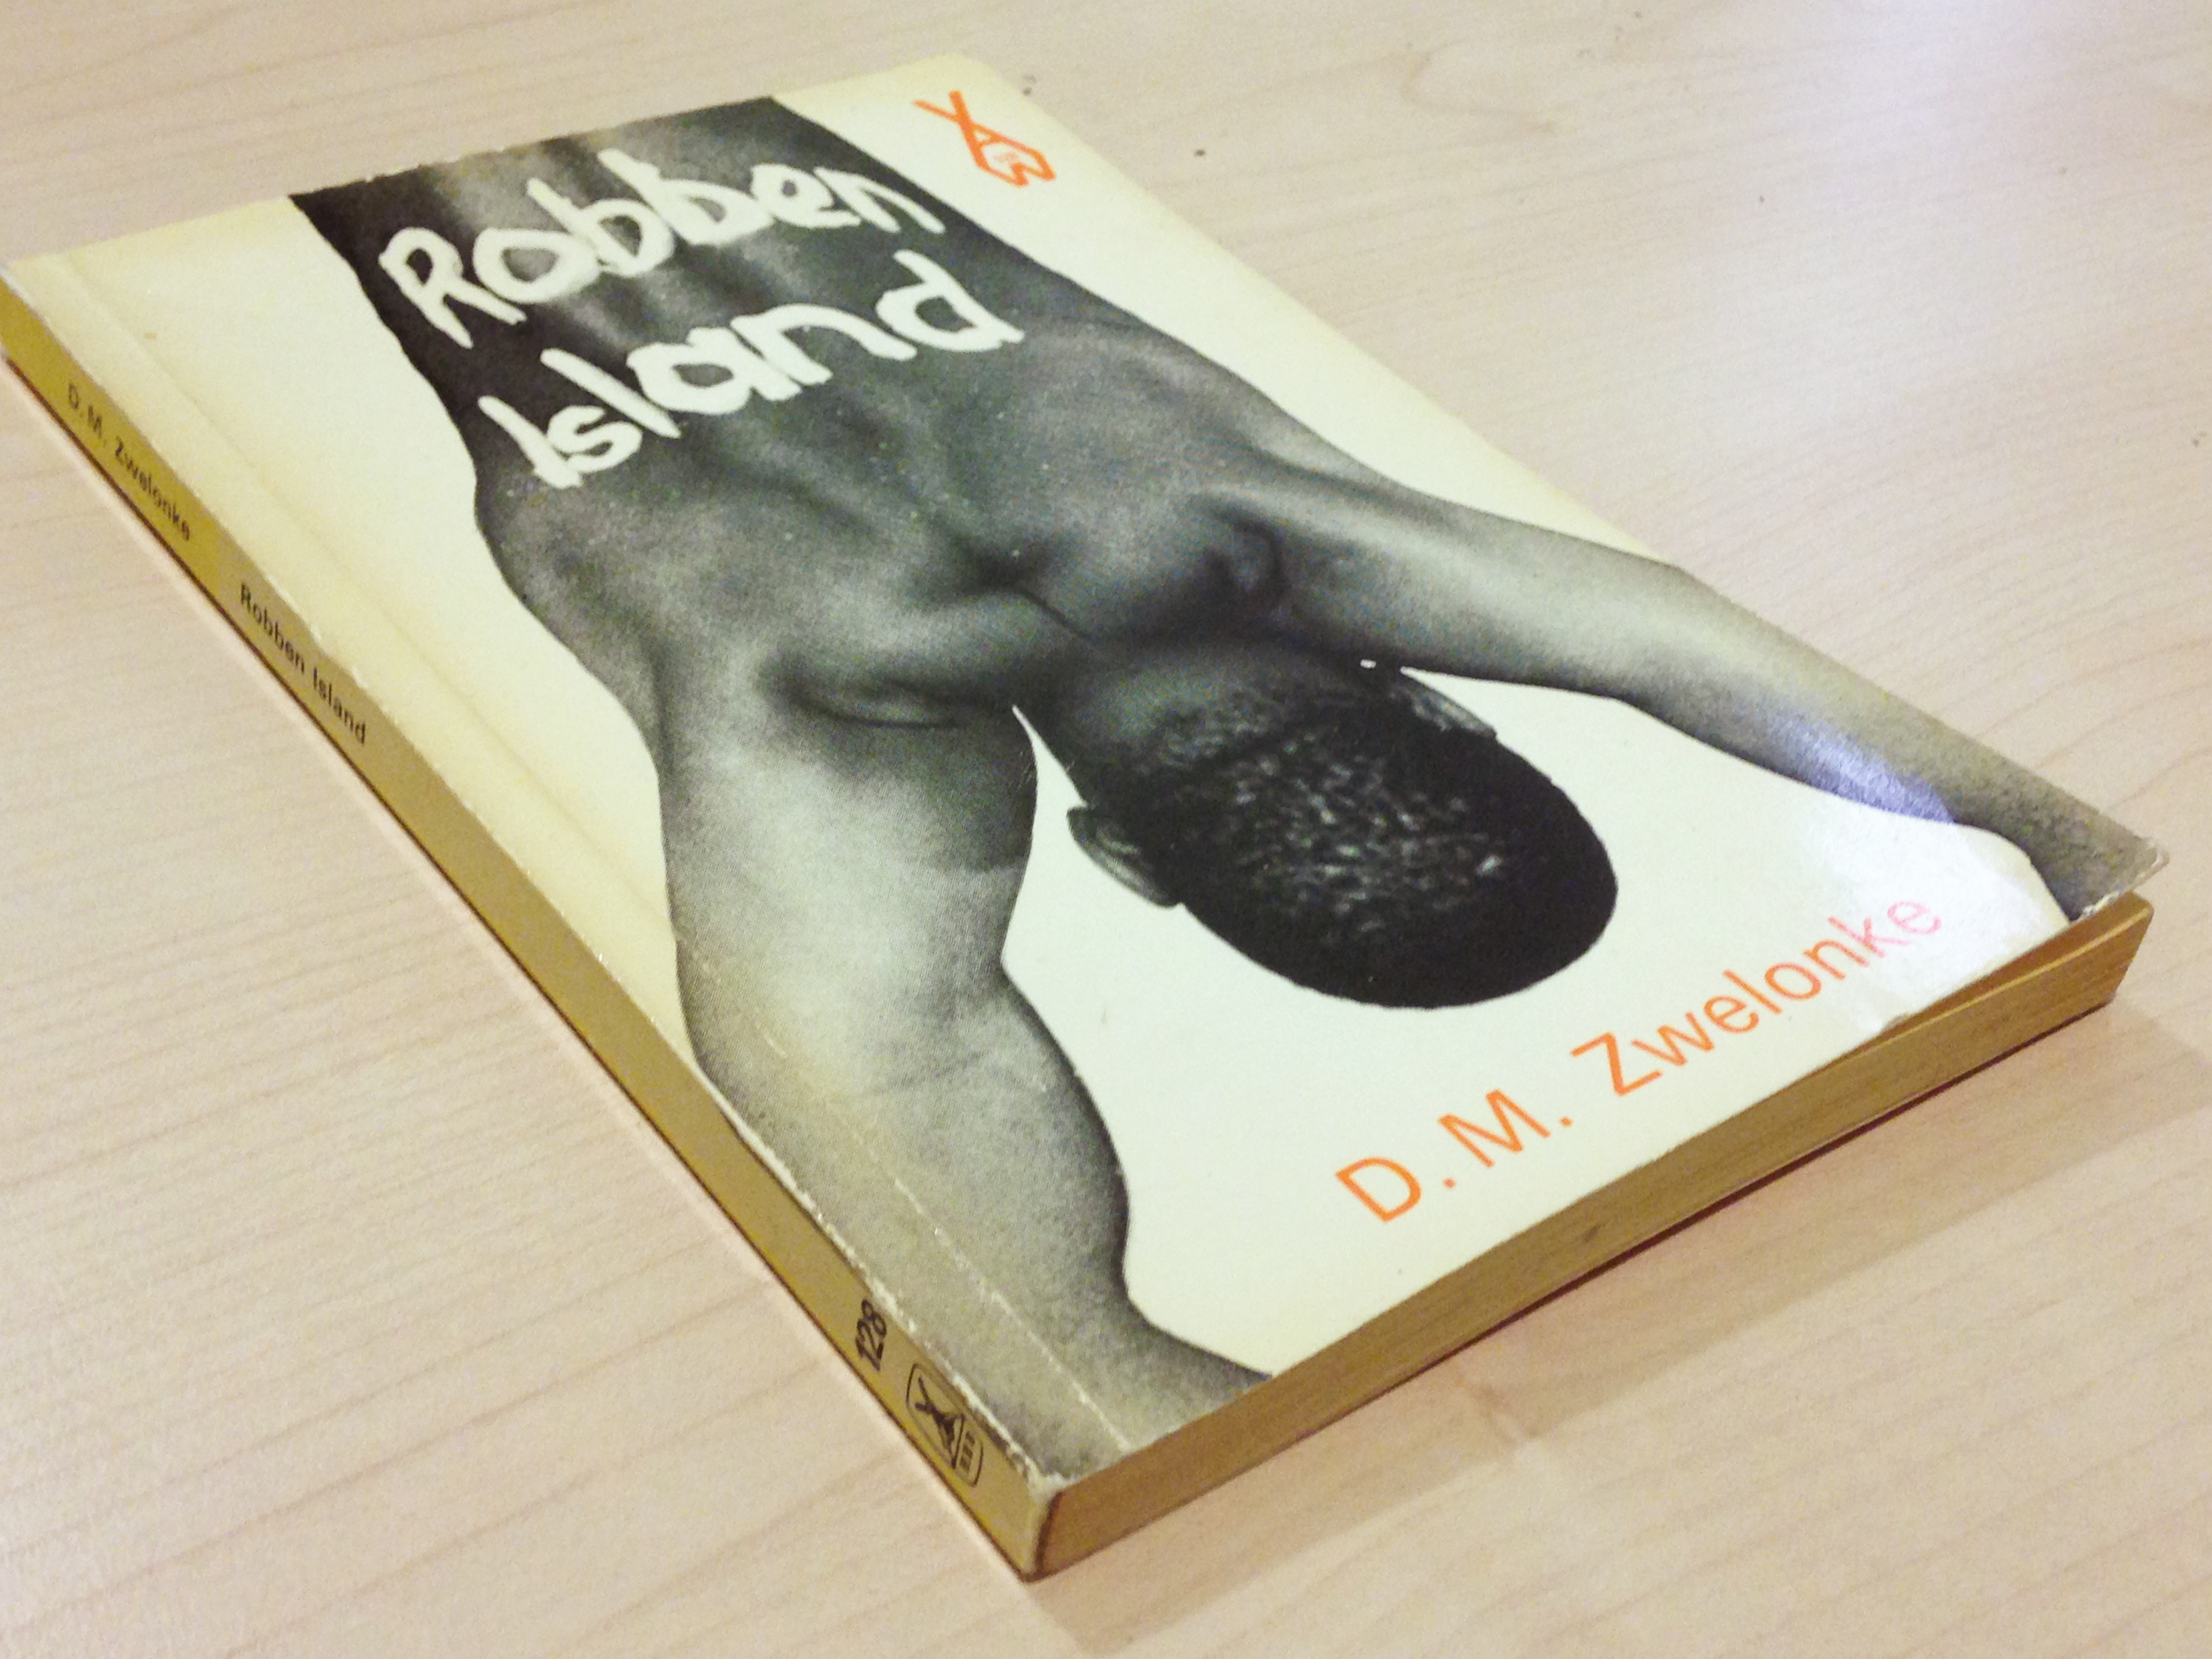 Robben
Island
D. M. Zwelonke
D. M. Zwelonke Robben Island 128